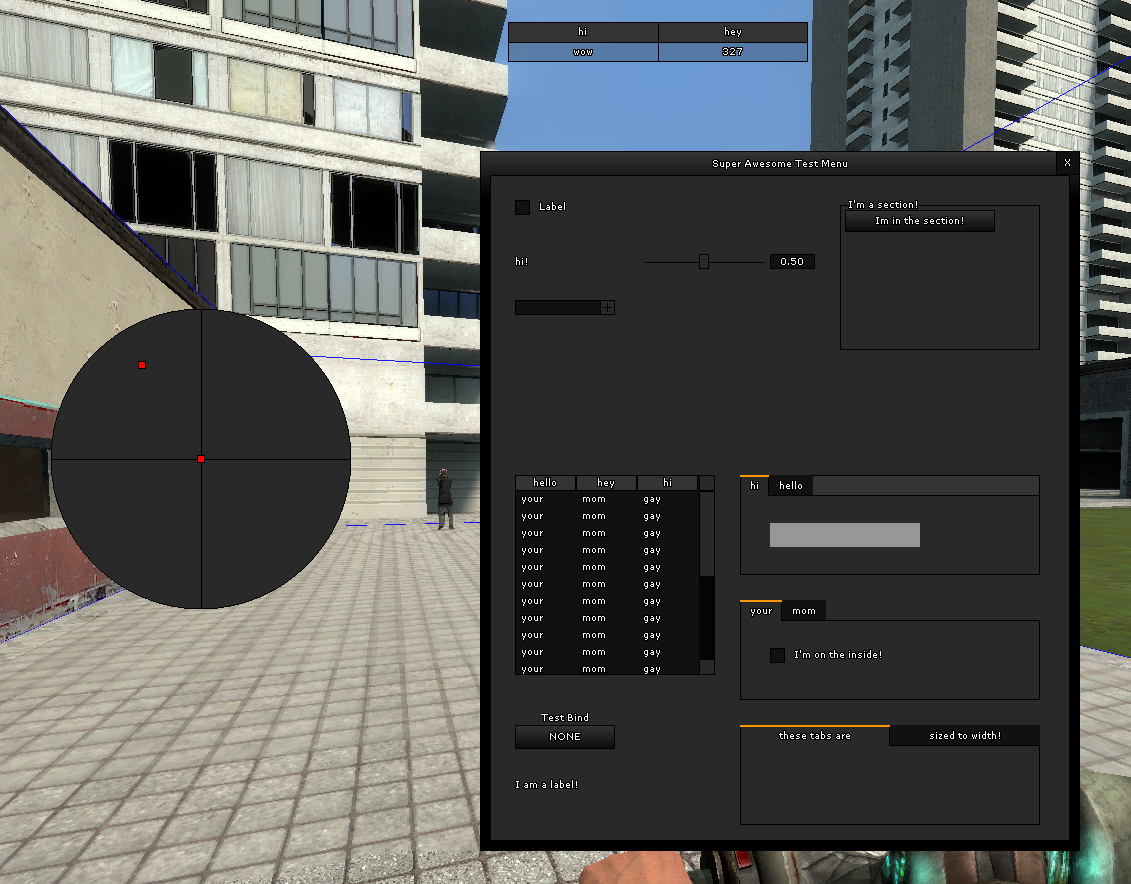 hi hey
wow 327
Super Awesome Test Menu X
Label
I'm a section!
Im in the section!
hi! 0.50
hello hey hi
your mom gay
your mom gay
your mom gay
your mom gay
your mom gay
your mom gay
your mom gay
your mom gay
your mom gay
your mom gay
your mom gay
hi hello
your mom
I'm on the inside!
Test Bind
NONE
these tabs are sized to width!
I am a label!